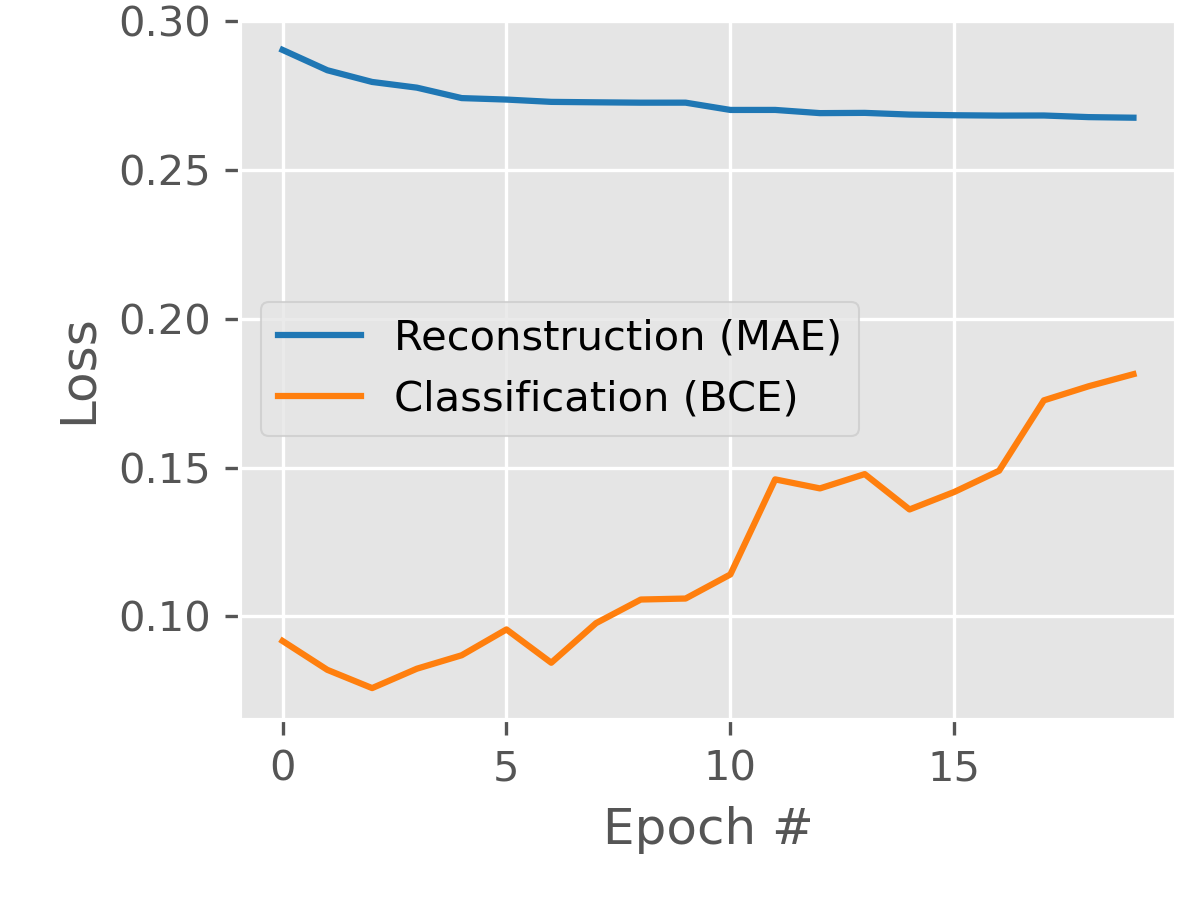 0.30
0.25
0.20
0.15
0.10
Loss
Reconstruction (MAE)
Classification (BCE)
0 5 10 15
Epoch #